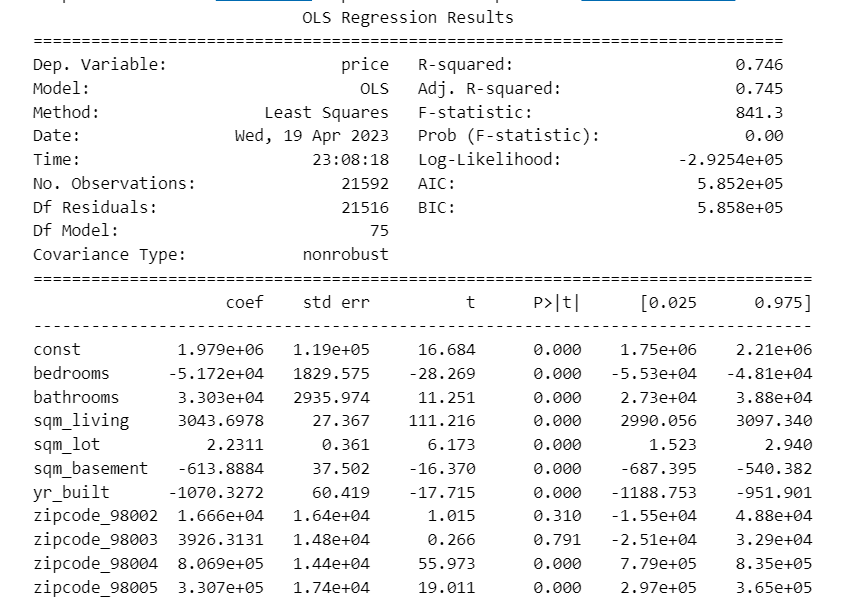 OLS Regression Results
==============================================================================
Dep. Variable: price R-squared: 0.746
Model: OLS Adj. R-squared: 0.745
Method: Least Squares F-statistic: 841.3
Date: Wed, 19 Apr 2023 Prob (F-statistic): 0.00
Time: 23:08:18 Log-Likelihood: -2.9254e+05
No. Observations: 21592 AIC: 5.852e+05
Df Residuals: 21516 BIC: 5.858e+05
Df Model: 75
Covariance Type: nonrobust
=================================================================================
coef std err t P>|t| [0.025 0.975]
---------------------------------------------------------------------------------
const 1.979e+06 1.19e+05 16.684 0.000 1.75e+06 2.21e+06
bedrooms -5.172e+04 1829.575 -28.269 0.000 -5.53e+04 -4.81e+04
bathrooms 3.303e+04 2935.974 11.251 0.000 2.73e+04 3.88e+04
sqm_living 3043.6978 27.367 111.216 0.000 2990.056 3097.340
sqm_lot 2.2311 0.361 6.173 0.000 1.523 2.940
sqm_basement -613.8884 37.502 -16.370 0.000 -687.395 -540.382
yr_built -1070.3272 60.419 -17.715 0.000 -1188.753 -951.901
zipcode_98002 1.666e+04 1.64e+04 1.015 0.310 -1.55e+04 4.88e+04
zipcode_98003 3926.3131 1.48e+04 0.266 0.791 -2.51e+04 3.29e+04
zipcode_98004 8.069e+05 1.44e+04 55.973 0.000 7.79e+05 8.35e+05
zipcode_98005 3.307e+05 1.74e+04 19.011 0.000 2.97e+05 3.65e+05